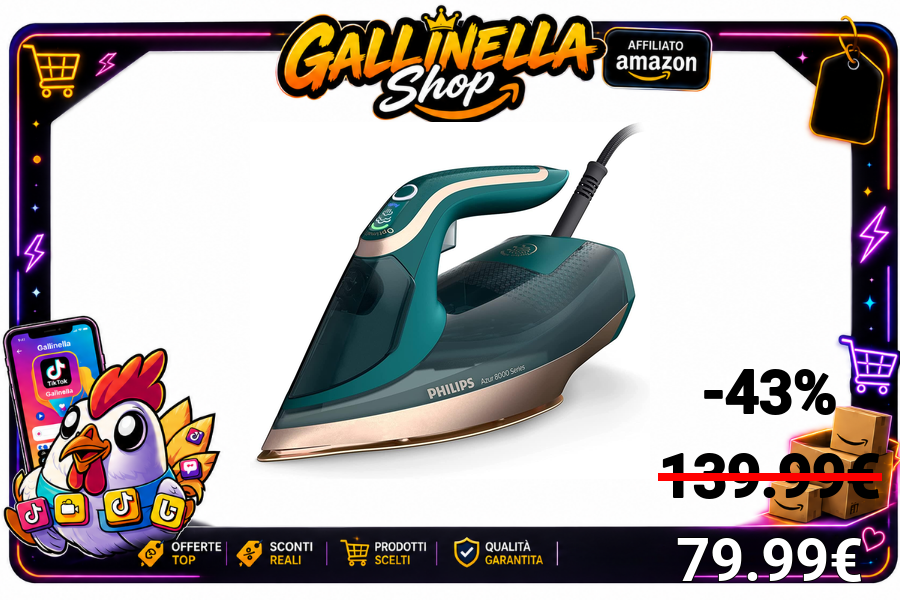 GALLINELLA
Shop
AFFILIATO
amazon
Gallinella
TikTok
Gallinella
PHILIPS Azur 8000 Series
-43%
139.99€
79.99€
OFFERTE
TOP
SCONTI
REALI
PRODOTTI
SCELTI
QUALITÀ
GARANTITA